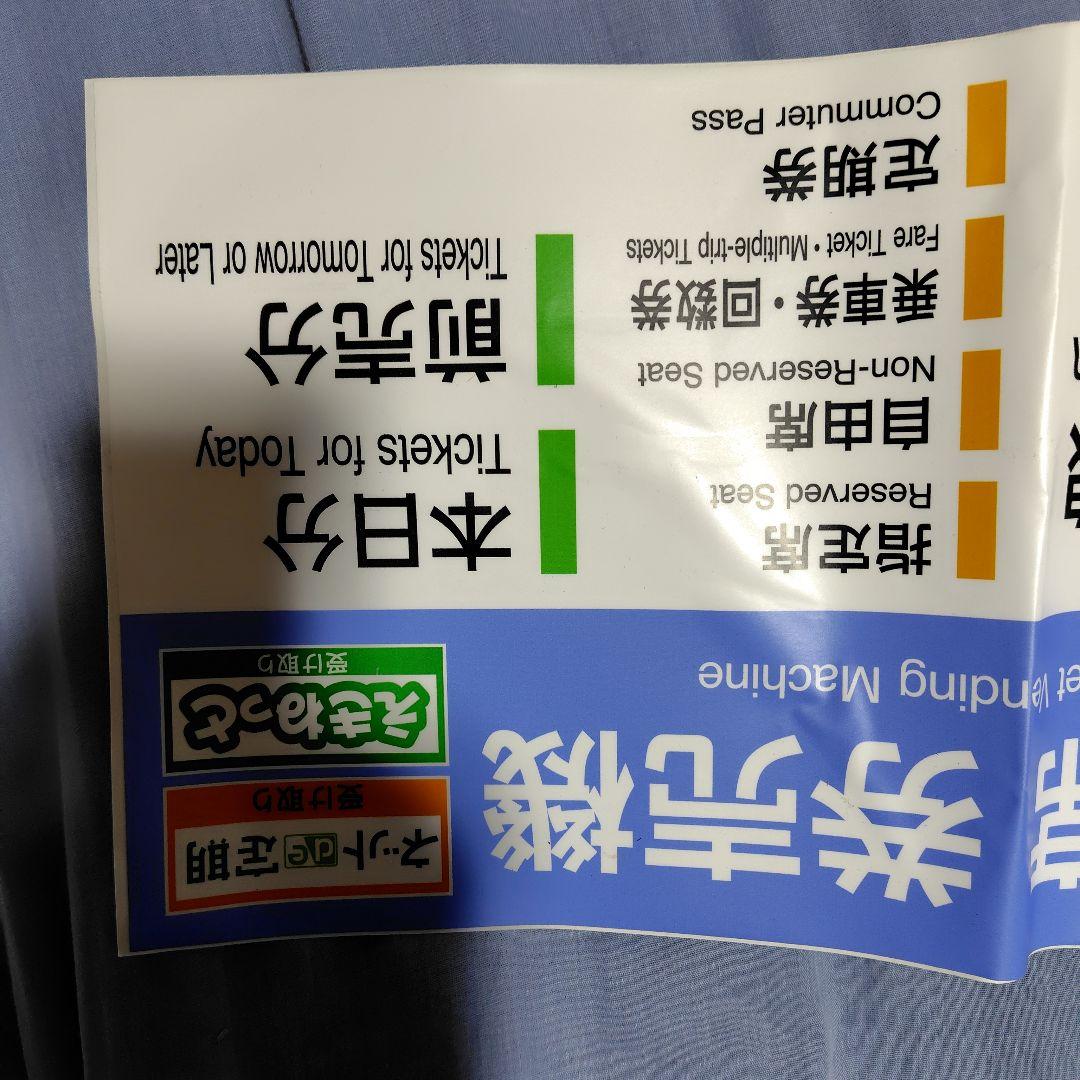 券売機
nding Machine
ネットde定期
受け取り
えきねっと
受け取り
指定席
Reserved Seat
自由席
Non-Reserved Seat
乗車券・回数券
Fare Ticket・Multiple-trip Tickets
定期券
Commuter Pass
本日分
Tickets for Today
前売分
Tickets for Tomorrow or Later